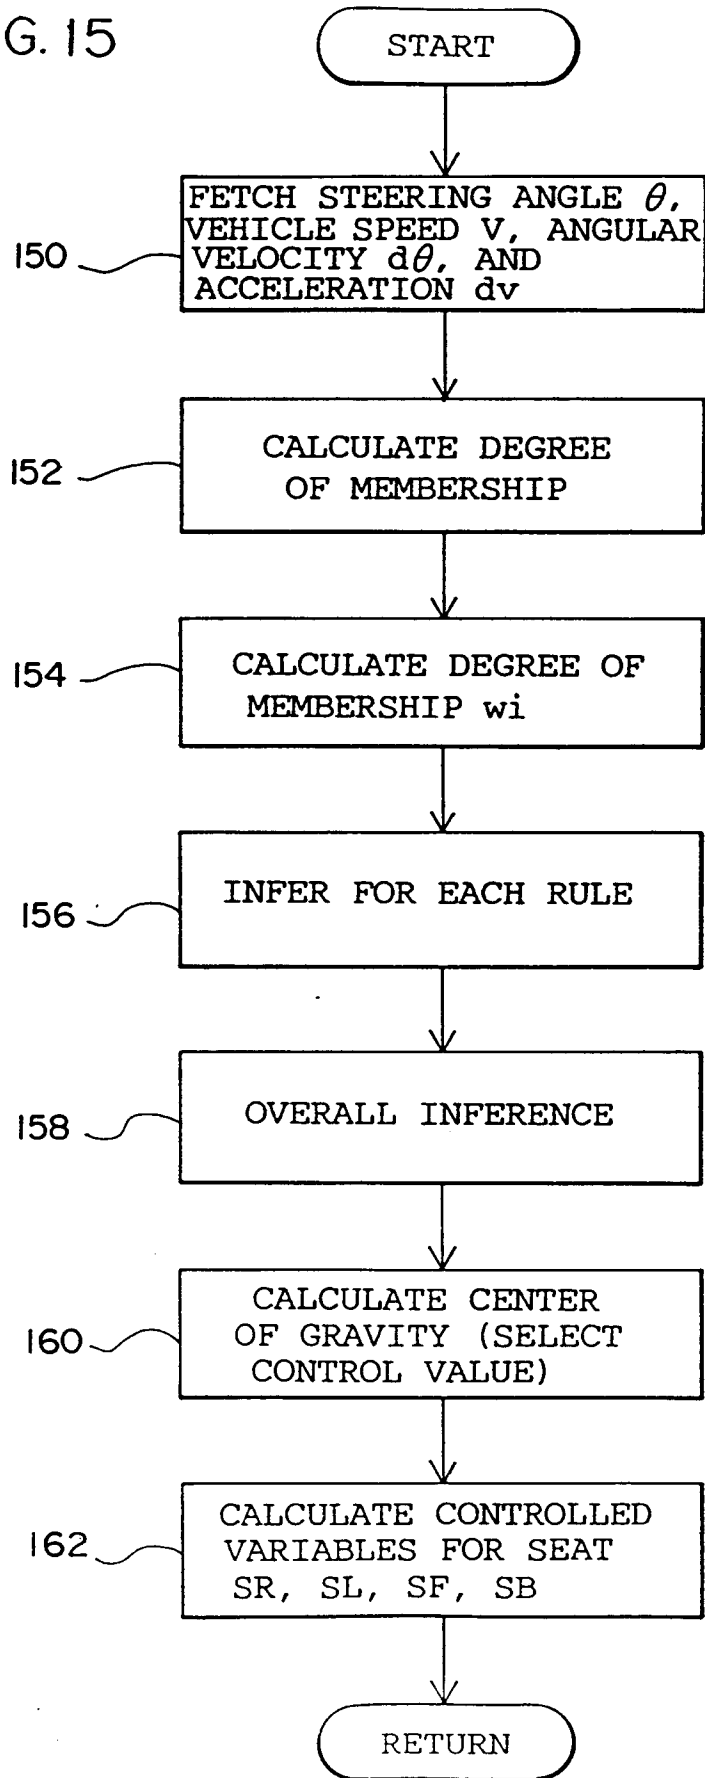 G. 15
START
150
FETCH STEERING ANGLE θ,
VEHICLE SPEED V, ANGULAR
VELOCITY dθ, AND
ACCELERATION dv
152
CALCULATE DEGREE
OF MEMBERSHIP
154
CALCULATE DEGREE OF
MEMBERSHIP wi
156
INFER FOR EACH RULE
158
OVERALL INFERENCE
160
CALCULATE CENTER
OF GRAVITY (SELECT
CONTROL VALUE)
162
CALCULATE CONTROLLED
VARIABLES FOR SEAT
SR, SL, SF, SB
RETURN